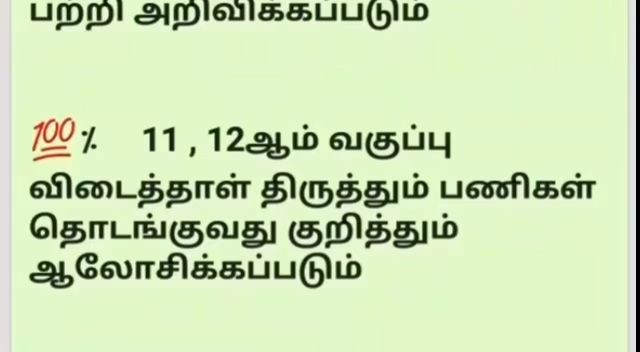 பற்றி அறிவிக்கப்படும்
💯٪ 11 , 12ஆம் வகுப்பு
விடைத்தாள் திருத்தும் பணிகள்
தொடங்குவது குறித்தும்
ஆலோசிக்கப்படும்